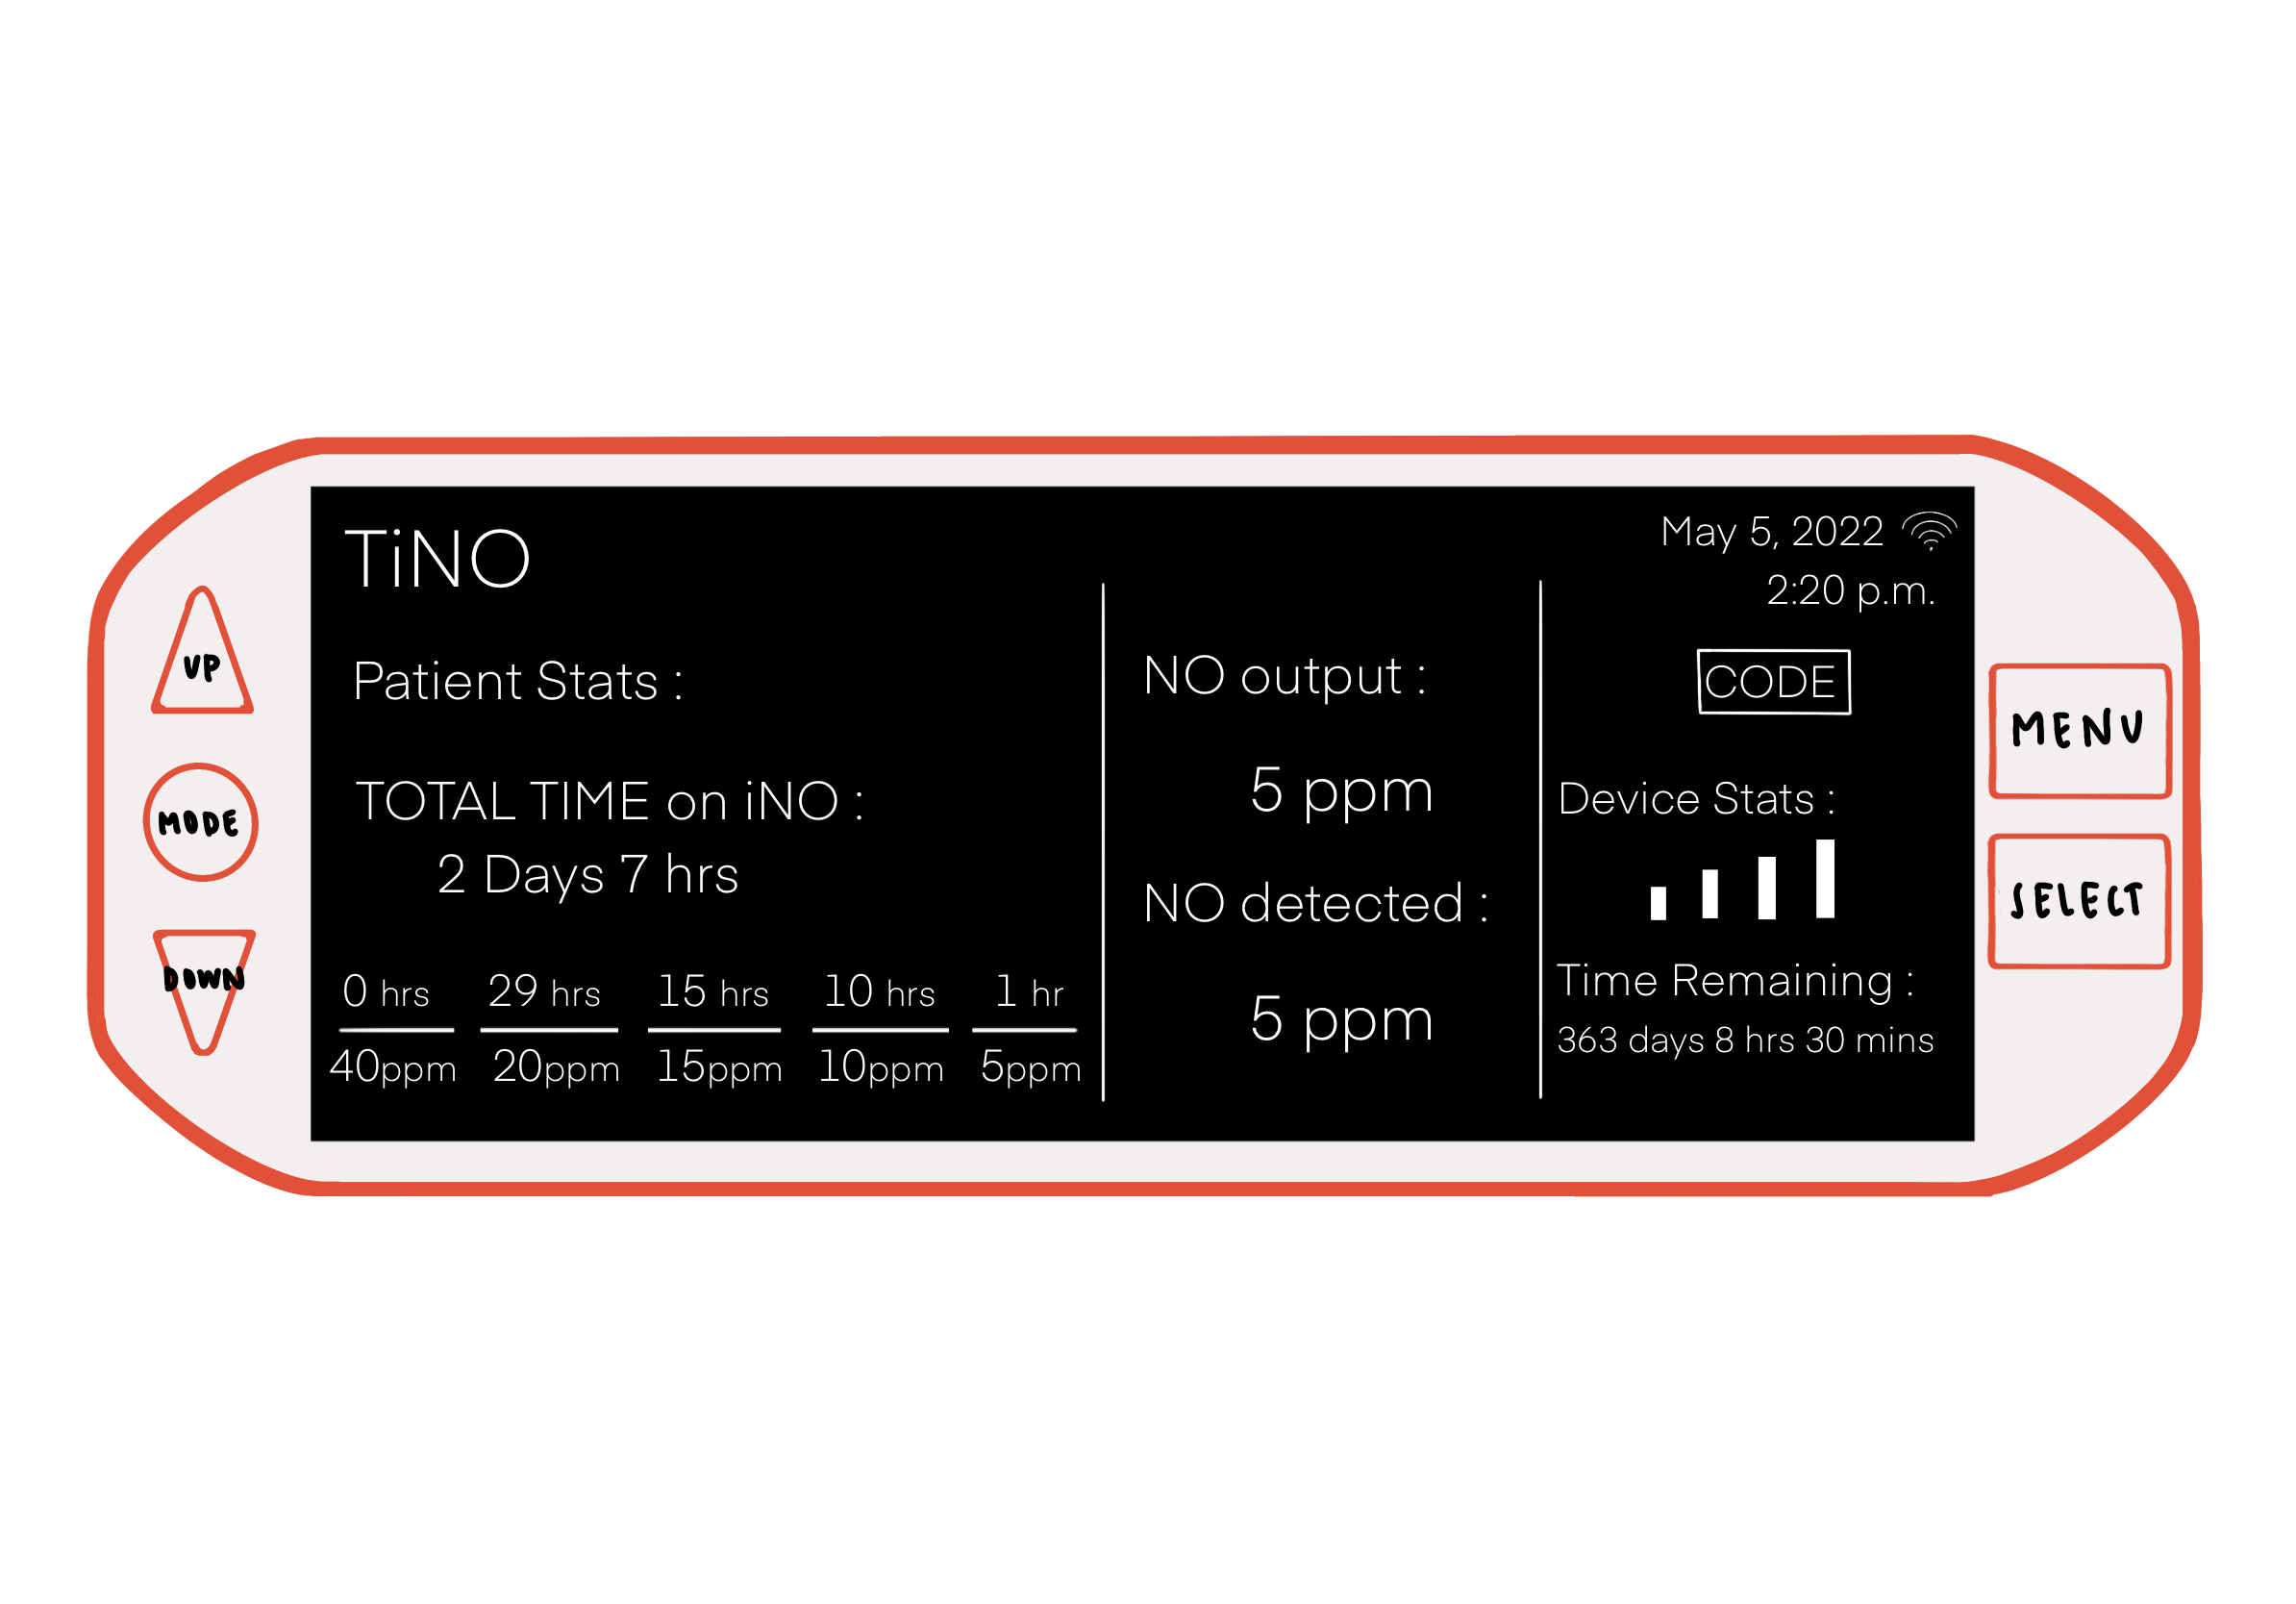 TiNO
May 5, 2022
2:20 p.m.
UP
MODE
DOWN
Patient Stats :
TOTAL TIME on iNO :
2 Days 7 hrs
0 hrs 29 hrs 15 hrs 10 hrs 1 hr
40ppm 20ppm 15ppm 10ppm 5ppm
NO output :
5 ppm
NO detected :
5 ppm
CODE
Device Stats :
Time Remaining :
363 days 8 hrs 30 mins
MENU
SELECT